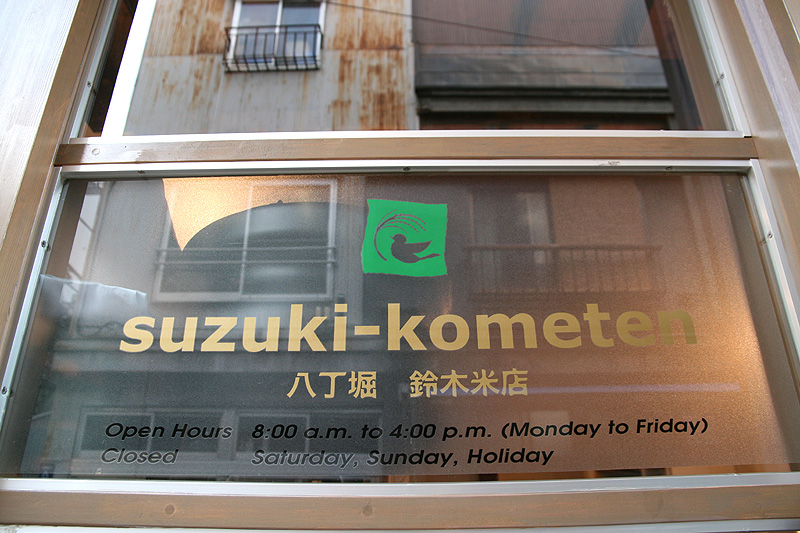 suzuki-kometen
八丁堀 鈴木米店
Open Hours 8:00 a.m. to 4:00 p.m. (Monday to Friday)
Closed Saturday, Sunday, Holiday